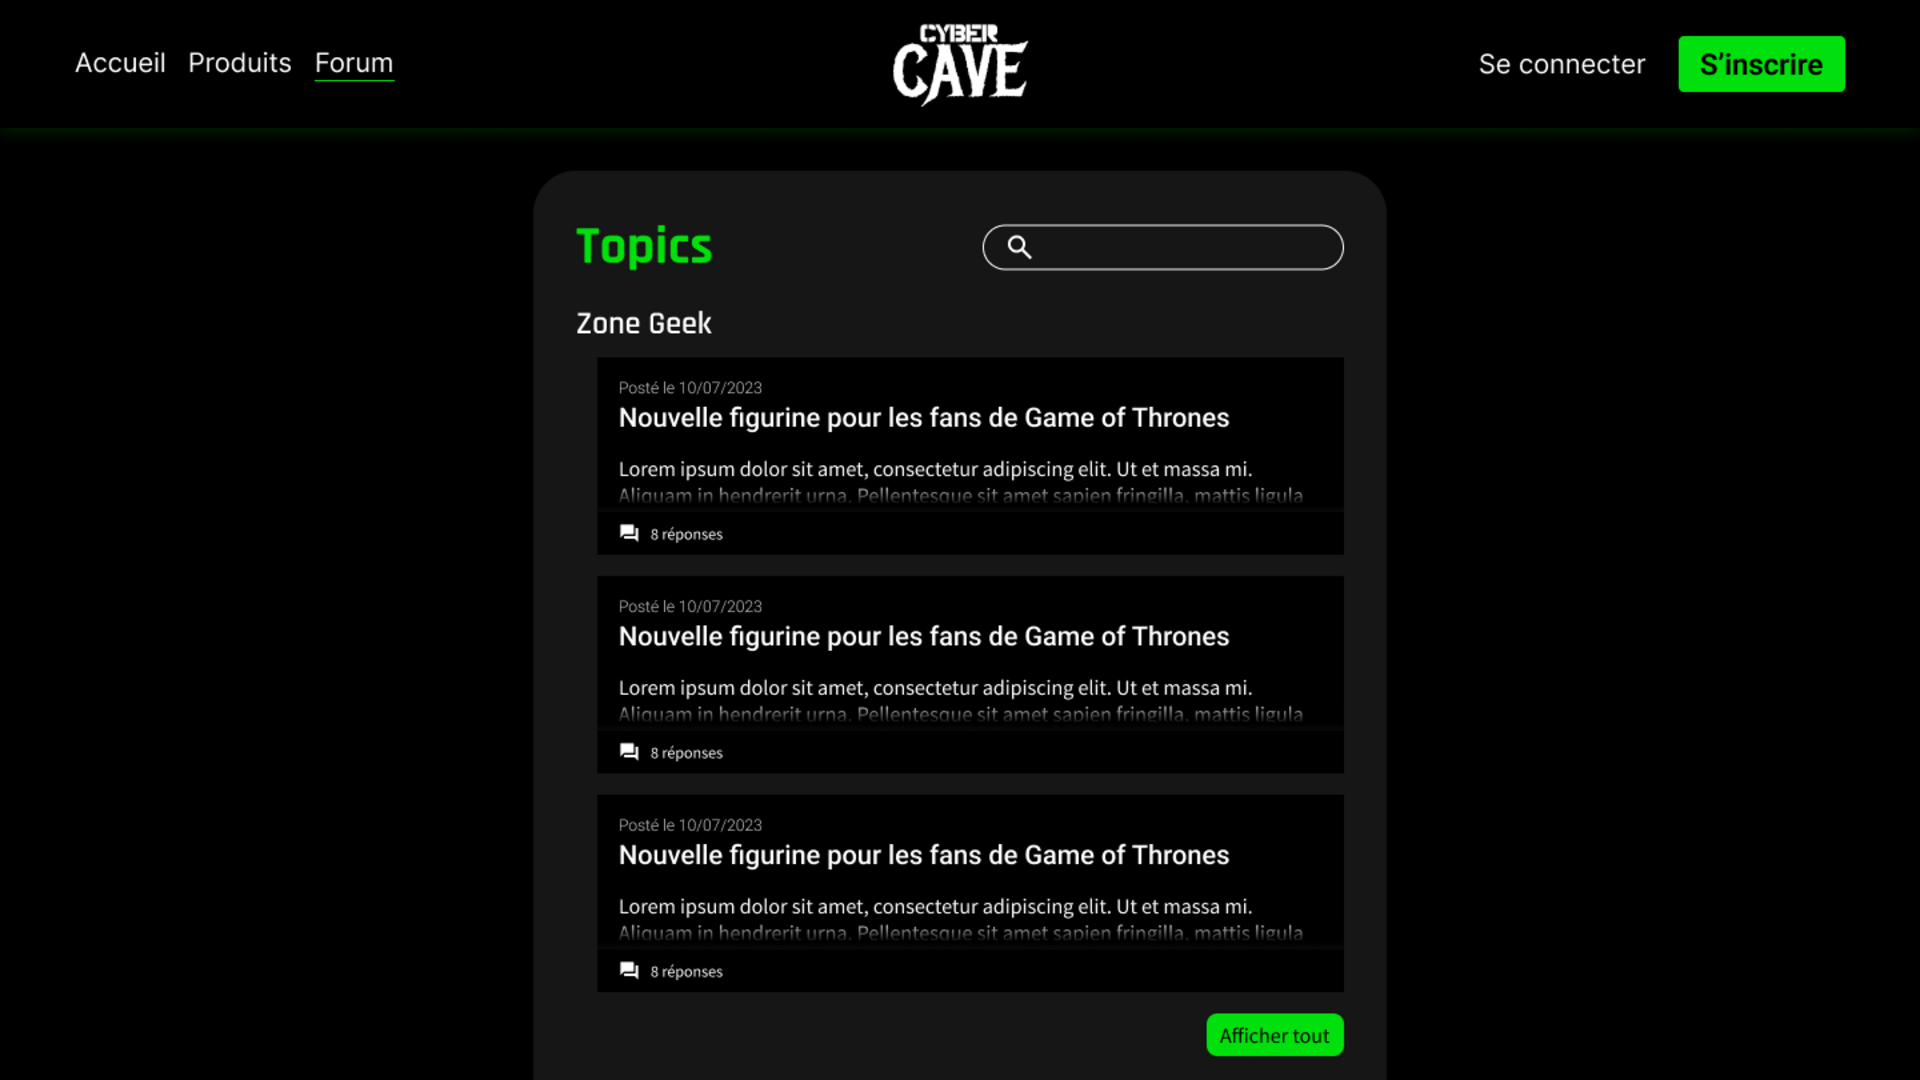 Accueil Produits Forum
CYBER
CAVE
Se connecter S’inscrire
Topics
Zone Geek
Posté le 10/07/2023
Nouvelle figurine pour les fans de Game of Thrones
Lorem ipsum dolor sit amet, consectetur adipiscing elit. Ut et massa mi.
Aliquam in hendrerit urna. Pellentesque sit amet sapien fringilla, mattis ligula
8 réponses
Posté le 10/07/2023
Nouvelle figurine pour les fans de Game of Thrones
Lorem ipsum dolor sit amet, consectetur adipiscing elit. Ut et massa mi.
Aliquam in hendrerit urna. Pellentesque sit amet sapien fringilla, mattis ligula
8 réponses
Posté le 10/07/2023
Nouvelle figurine pour les fans de Game of Thrones
Lorem ipsum dolor sit amet, consectetur adipiscing elit. Ut et massa mi.
Aliquam in hendrerit urna. Pellentesque sit amet sapien fringilla, mattis ligula
8 réponses
Afficher tout